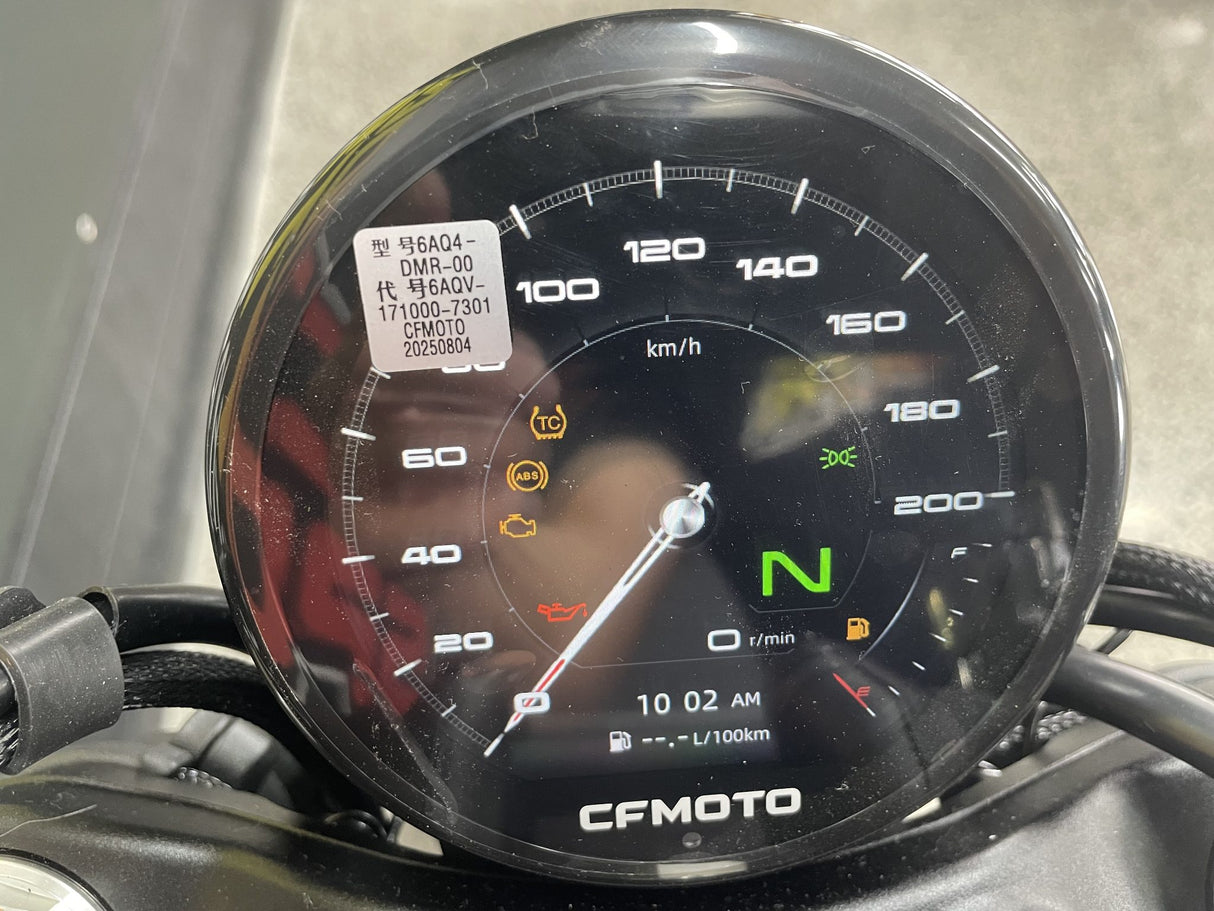 型 号6AQ4-
DMR-00
代 号6AQV-
171000-7301
CFMOTO
20250804
120
140
100
160
km/h
180
TC
60
ABS
200
40
F
N
20
0 r/min
E
0
10 02 AM
--.- L/100km
CFMOTO